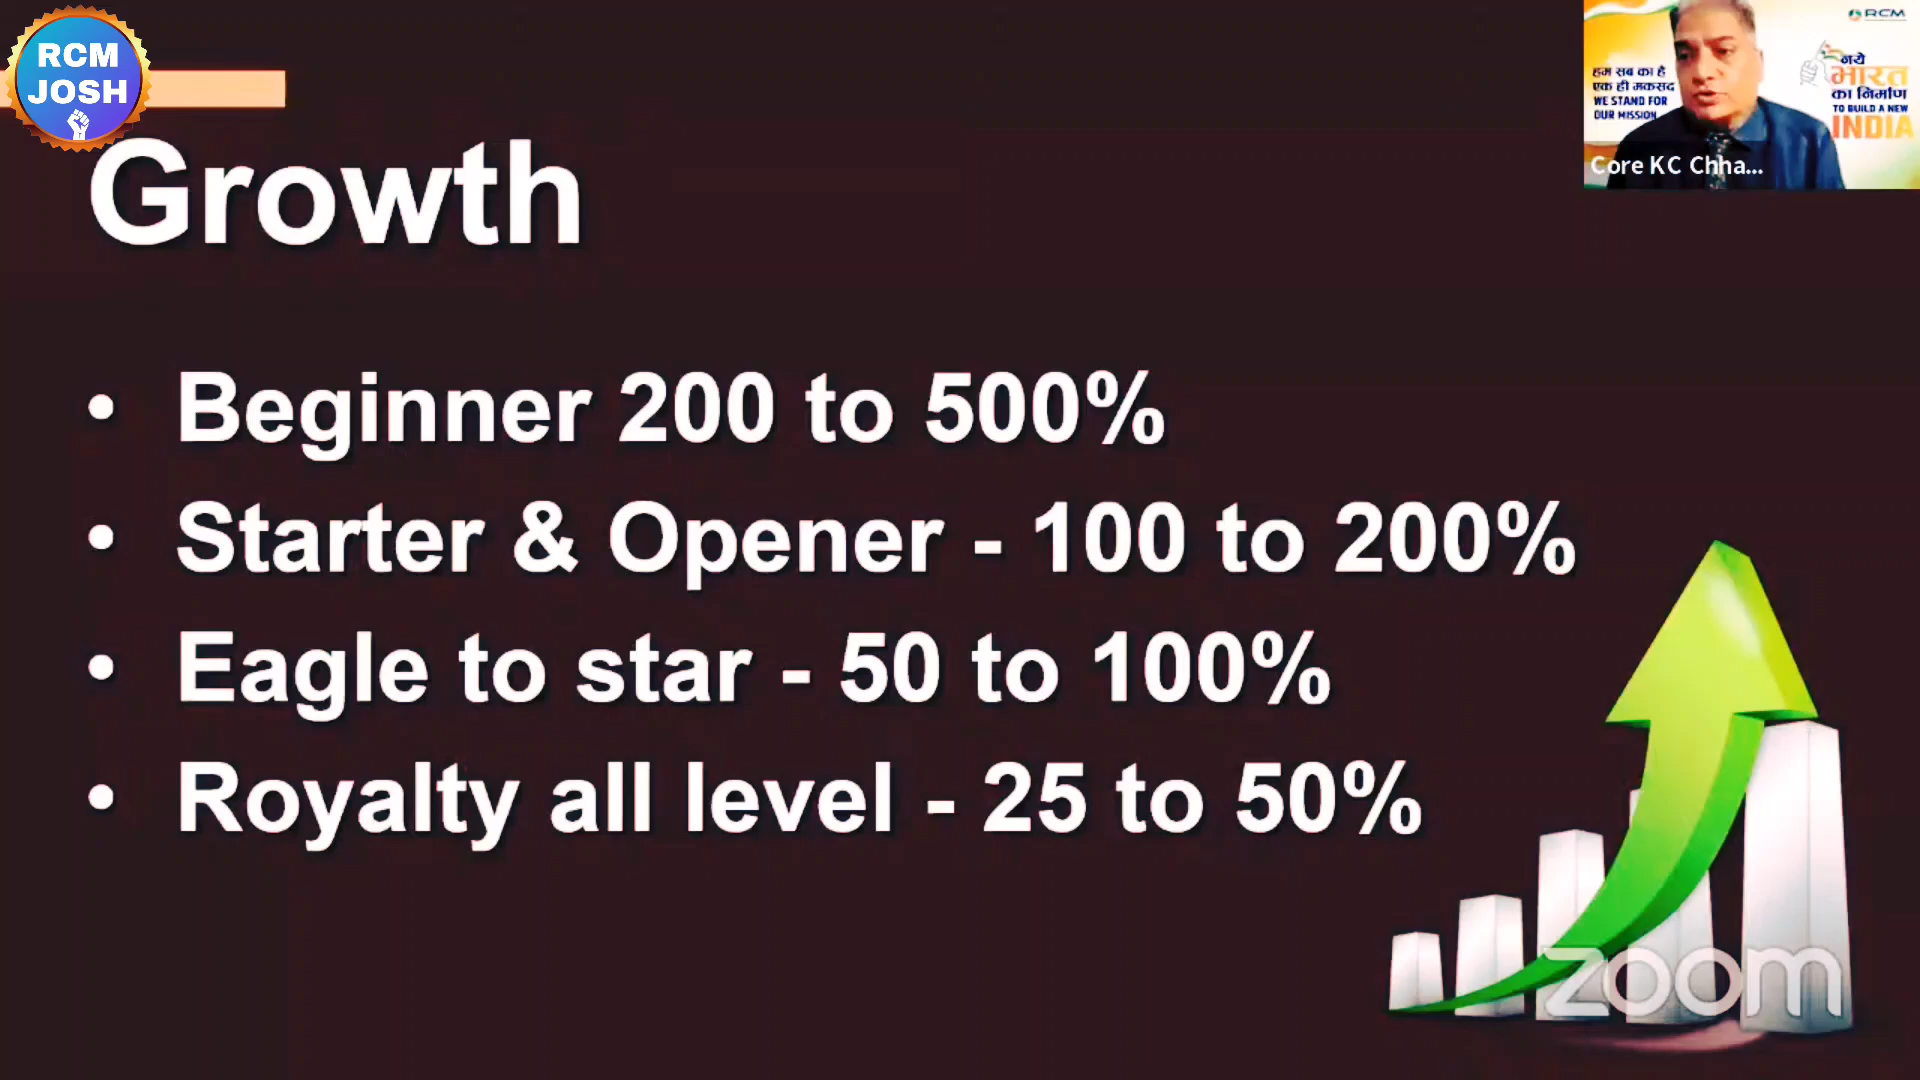 RCM
JOSH
Growth
• Beginner 200 to 500%
• Starter & Opener - 100 to 200%
• Eagle to star - 50 to 100%
• Royalty all level - 25 to 50%
RCM
हम सब का है
एक ही मकसद
WE STAND FOR
OUR MISSION
नये
भारत
का निर्माण
TO BUILD A NEW
INDIA
Core KC Chha...
zoom